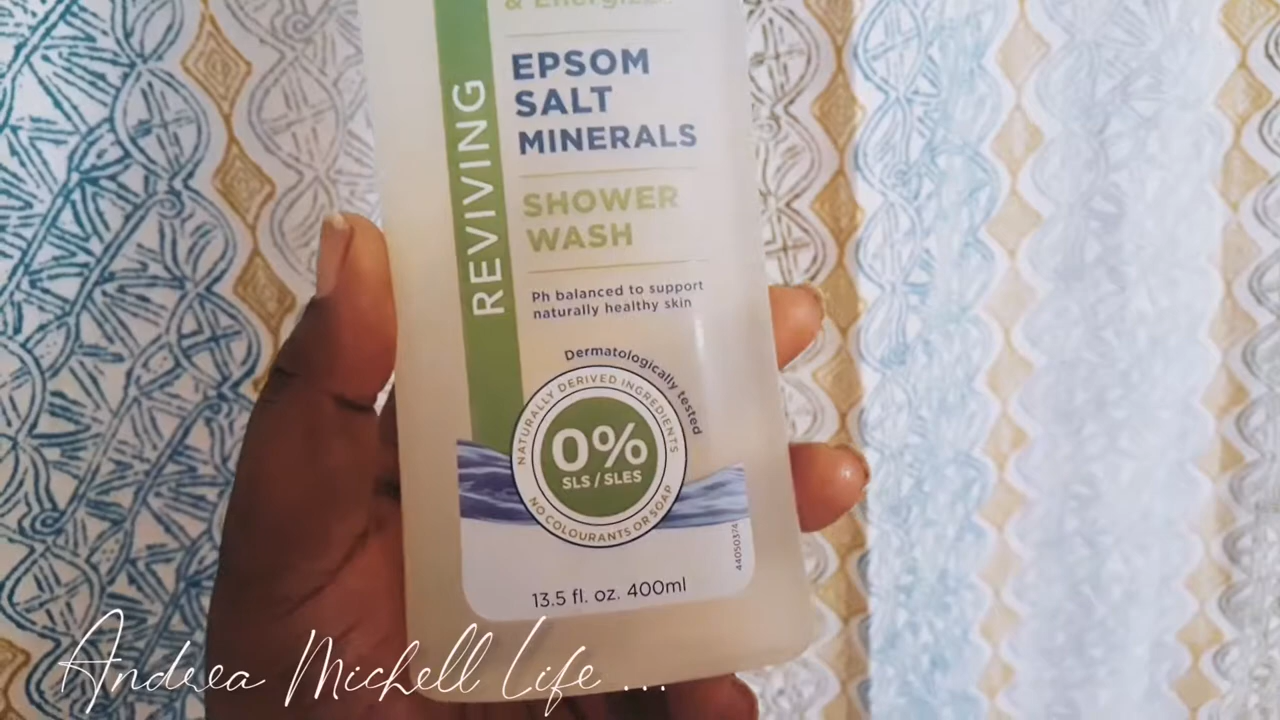 & Energizing
REVIVING
EPSOM
SALT
MINERALS
SHOWER
WASH
Ph balanced to support
naturally healthy skin
Dermatologically tested
NATURALLY DERIVED INGREDIENTS
0%
SLS / SLES
NO COLOURANTS OR SOAP
44050374
13.5 fl. oz. 400ml
Andrea Michell Life ...